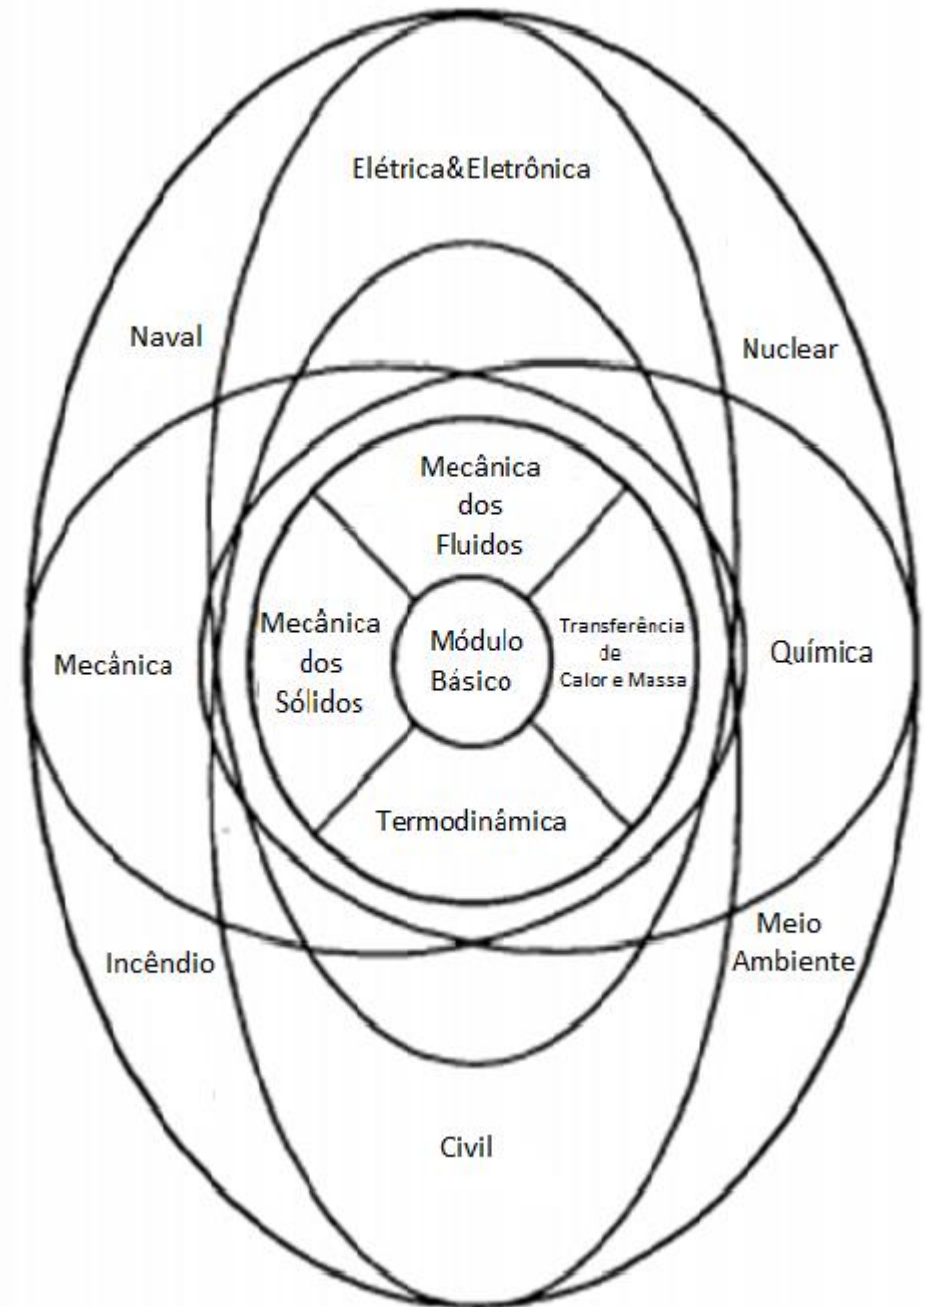 Elétrica&Eletrônica
Naval
Nuclear
Mecânica
dos
Fluidos
Mecânica
Mecânica
dos
Sólidos
Módulo
Básico
Transferência
de
Calor e Massa
Química
Termodinâmica
Incêndio
Meio
Ambiente
Civil